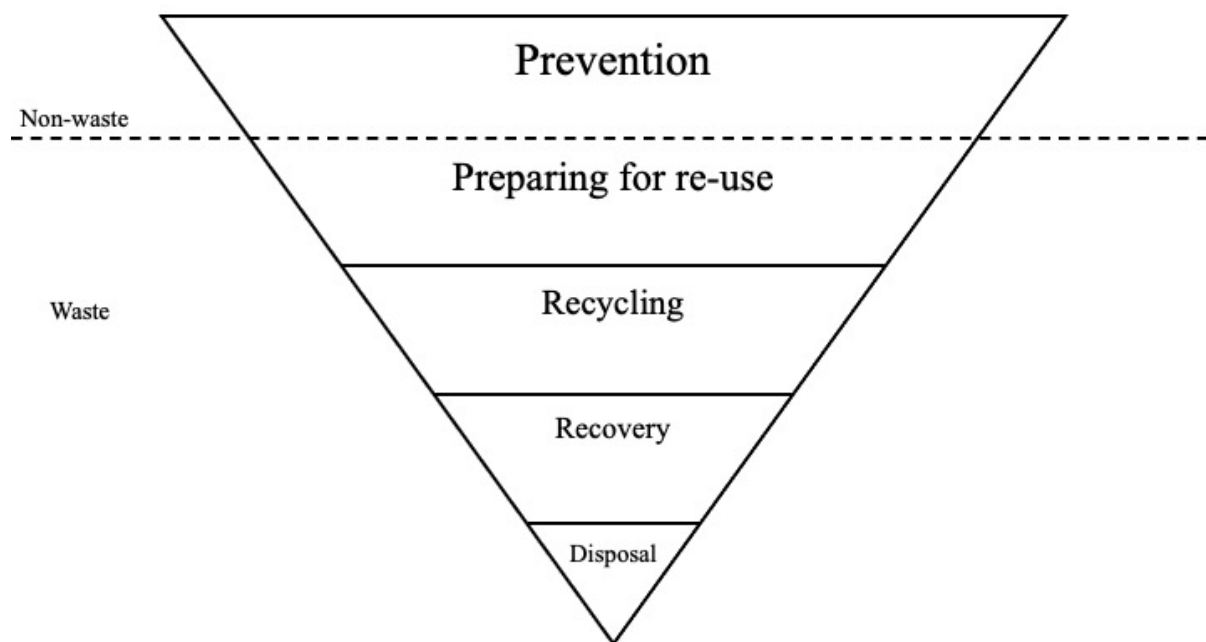 Prevention
Non-waste
Preparing for re-use
Recycling
Waste
Recovery
Disposal